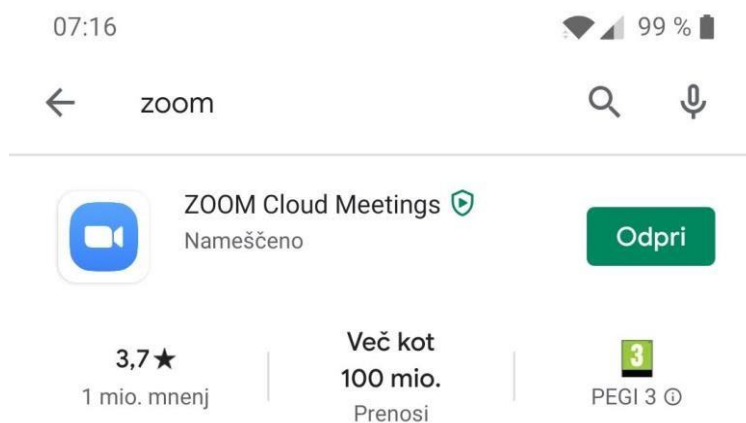 07:16 99 %
zoom
ZOOM Cloud Meetings
Nameščeno
Odpri
3,7★
1 mio. mnenj
Več kot
100 mio.
Prenosi
3
PEGI 3